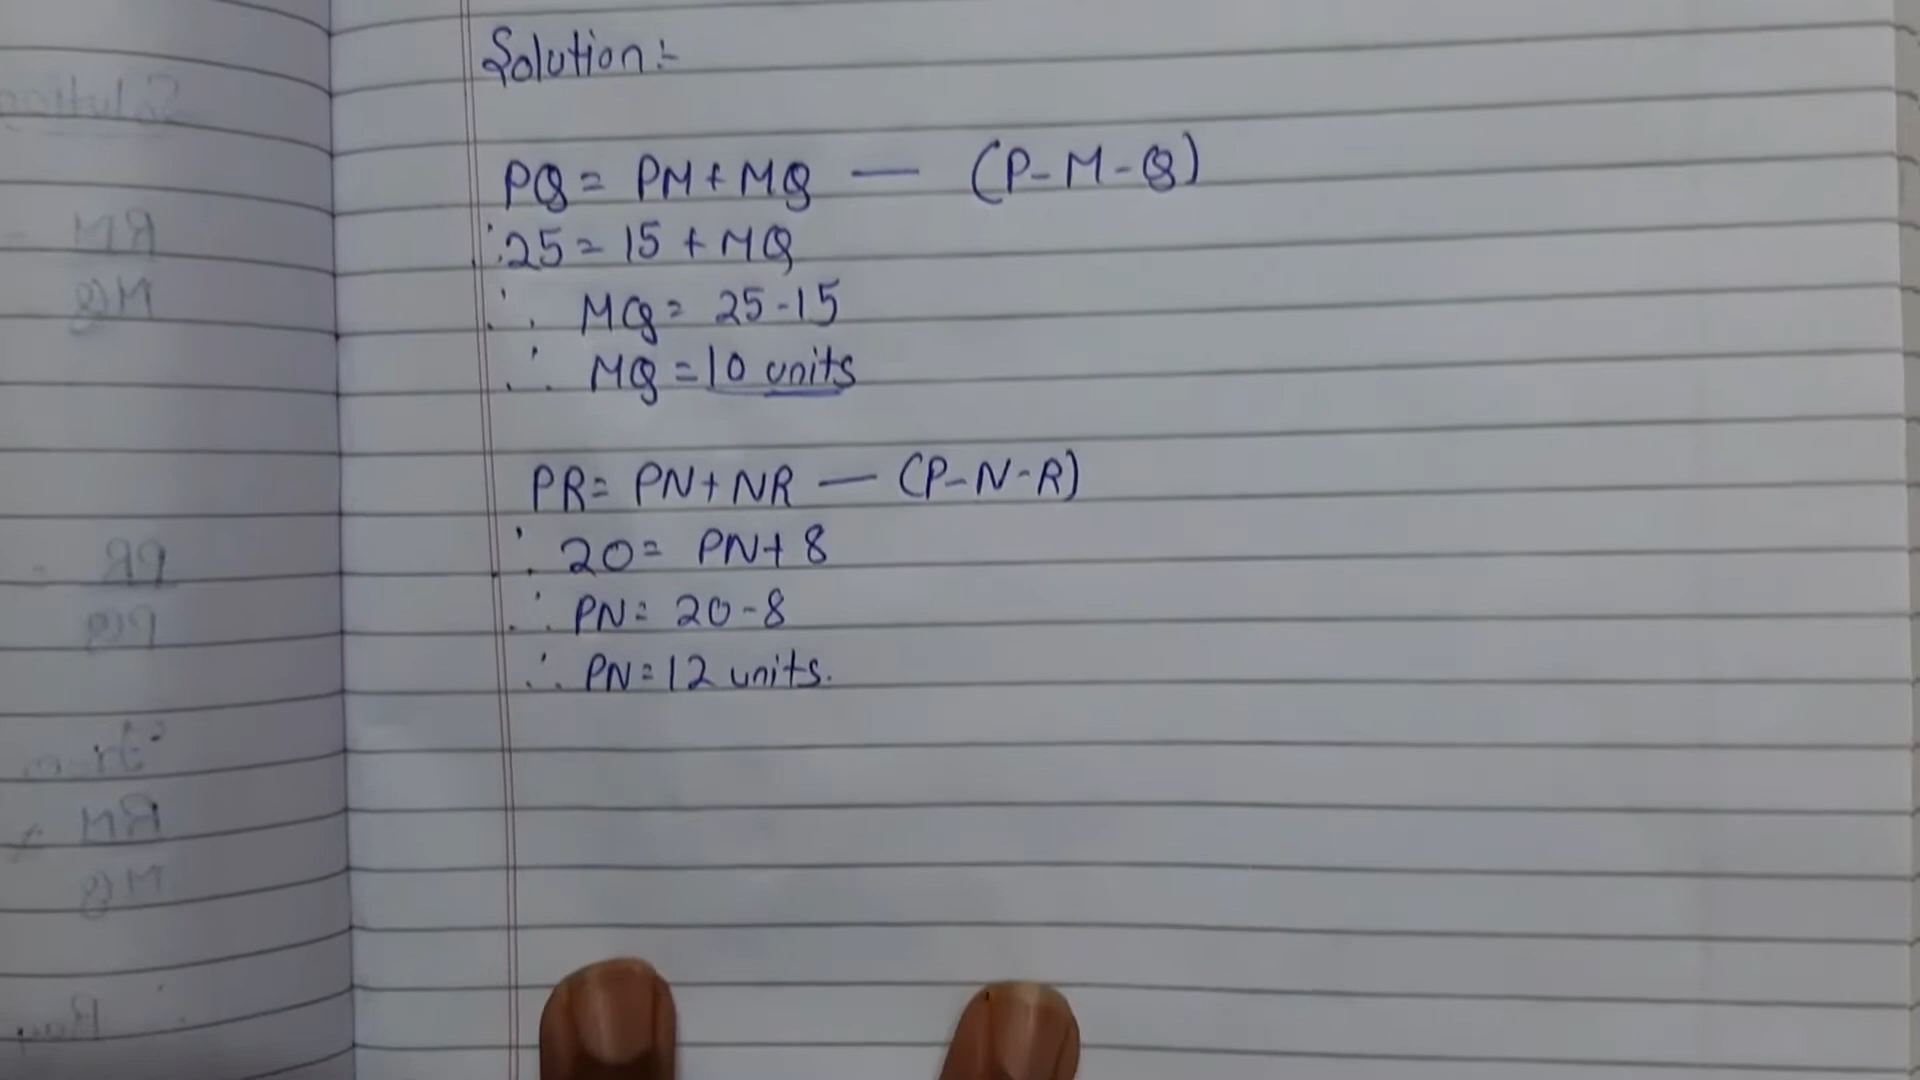 Solution:-
PQ = PM + MQ — (P-M-Q)
∴ 25 = 15 + MQ
∴ MQ = 25-15
∴ MQ = 10 units
PR = PN + NR — (P-N-R)
∴ 20 = PN + 8
∴ PN = 20-8
∴ PN = 12 units.